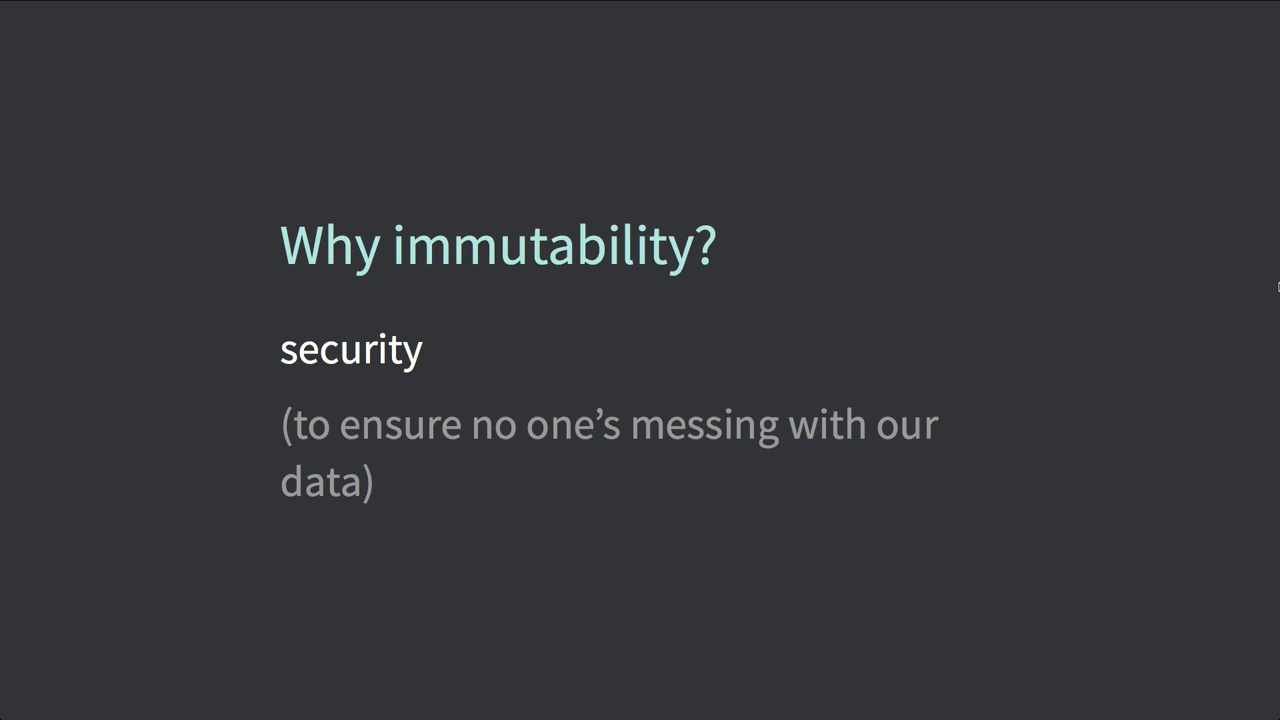 Why immutability?
security
(to ensure no one’s messing with our
data)